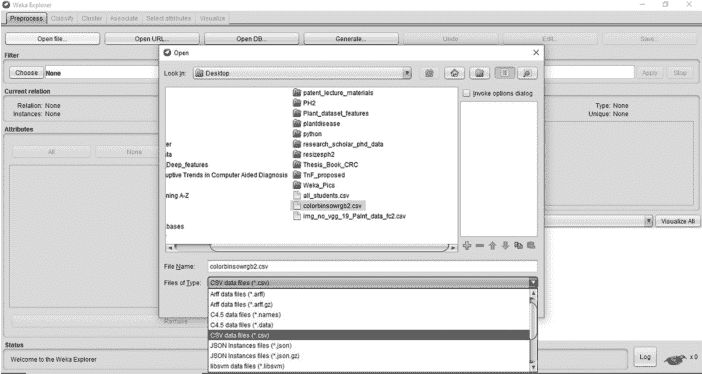 Weka Explorer
Preprocess Classify Cluster Associate Select attributes Visualize
Open file... Open URL... Open DB... Generate... Undo Edit... Save...
Filter
Choose None Apply Stop
Current relation
Relation: None
Instances: None
Type: None
Unique: None
Attributes
All None
Visualize All
Remove
Status
Welcome to the Weka Explorer
Log x 0
Open
Look in: Desktop
Invoke options dialog
er
ta
Deep_features
uptive Trends in Computer Aided Diagnosis
ning A-Z
bases
patent_lecture_materials
PH2
Plant_dataset_features
plantdisease
python
research_scholar_phd_data
resizesph2
Thesis_Book_CRC
TnF_proposed
Weka_Pics
all_students.csv
colorbinsowrgb2.csv
img_no_vgg_19_Paint_data_fc2.csv
File Name: colorbinsowrgb2.csv
Files of Type: CSV data files (*.csv)
Arff data files (*.arff)
Arff data files (*.arff.gz)
C4.5 data files (*.names)
C4.5 data files (*.data)
CSV data files (*.csv)
JSON Instances files (*.json)
JSON Instances files (*.json.gz)
libsvm data files (*.libsvm)